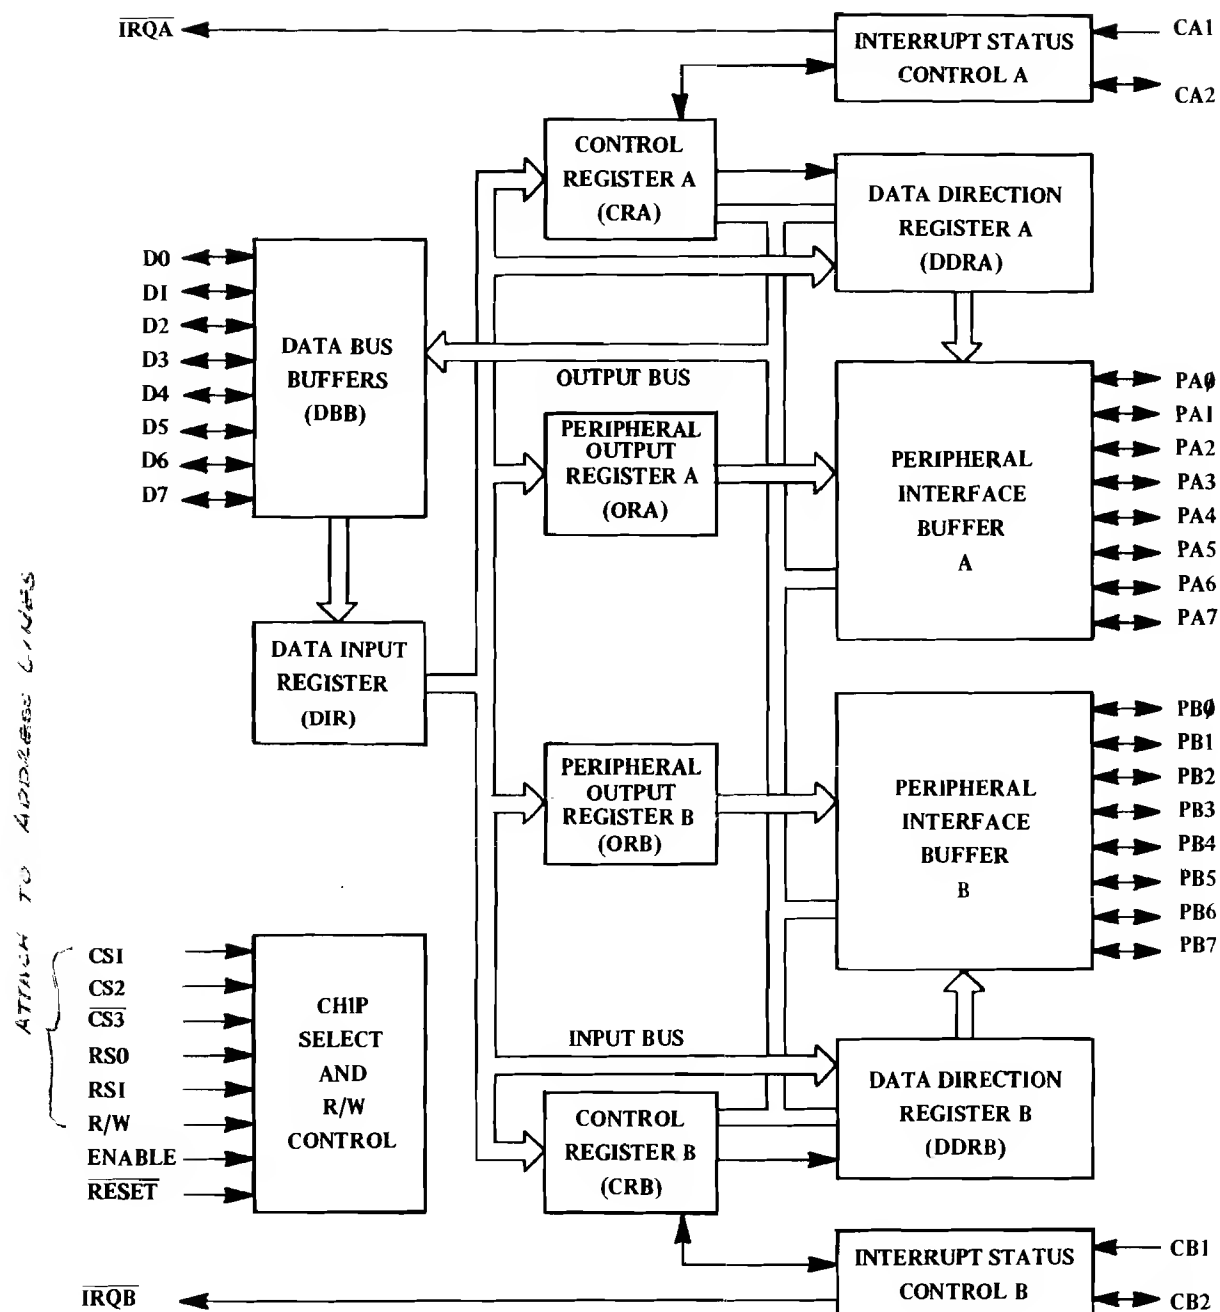 IRQA
INTERRUPT STATUS
CONTROL A
CA1
CA2
CONTROL
REGISTER A
(CRA)
DATA DIRECTION
REGISTER A
(DDRA)
D0
D1
D2
D3
D4
D5
D6
D7
DATA BUS
BUFFERS
(DBB)
OUTPUT BUS
PERIPHERAL
OUTPUT
REGISTER A
(ORA)
PERIPHERAL
INTERFACE
BUFFER
A
PA0
PA1
PA2
PA3
PA4
PA5
PA6
PA7
ATTACH TO ADDRESS LINES
DATA INPUT
REGISTER
(DIR)
PERIPHERAL
OUTPUT
REGISTER B
(ORB)
PERIPHERAL
INTERFACE
BUFFER
B
PB0
PB1
PB2
PB3
PB4
PB5
PB6
PB7
CS1
CS2
CS3
RS0
RS1
R/W
ENABLE
RESET
CHIP
SELECT
AND
R/W
CONTROL
INPUT BUS
CONTROL
REGISTER B
(CRB)
DATA DIRECTION
REGISTER B
(DDRB)
INTERRUPT STATUS
CONTROL B
CB1
CB2
IRQB